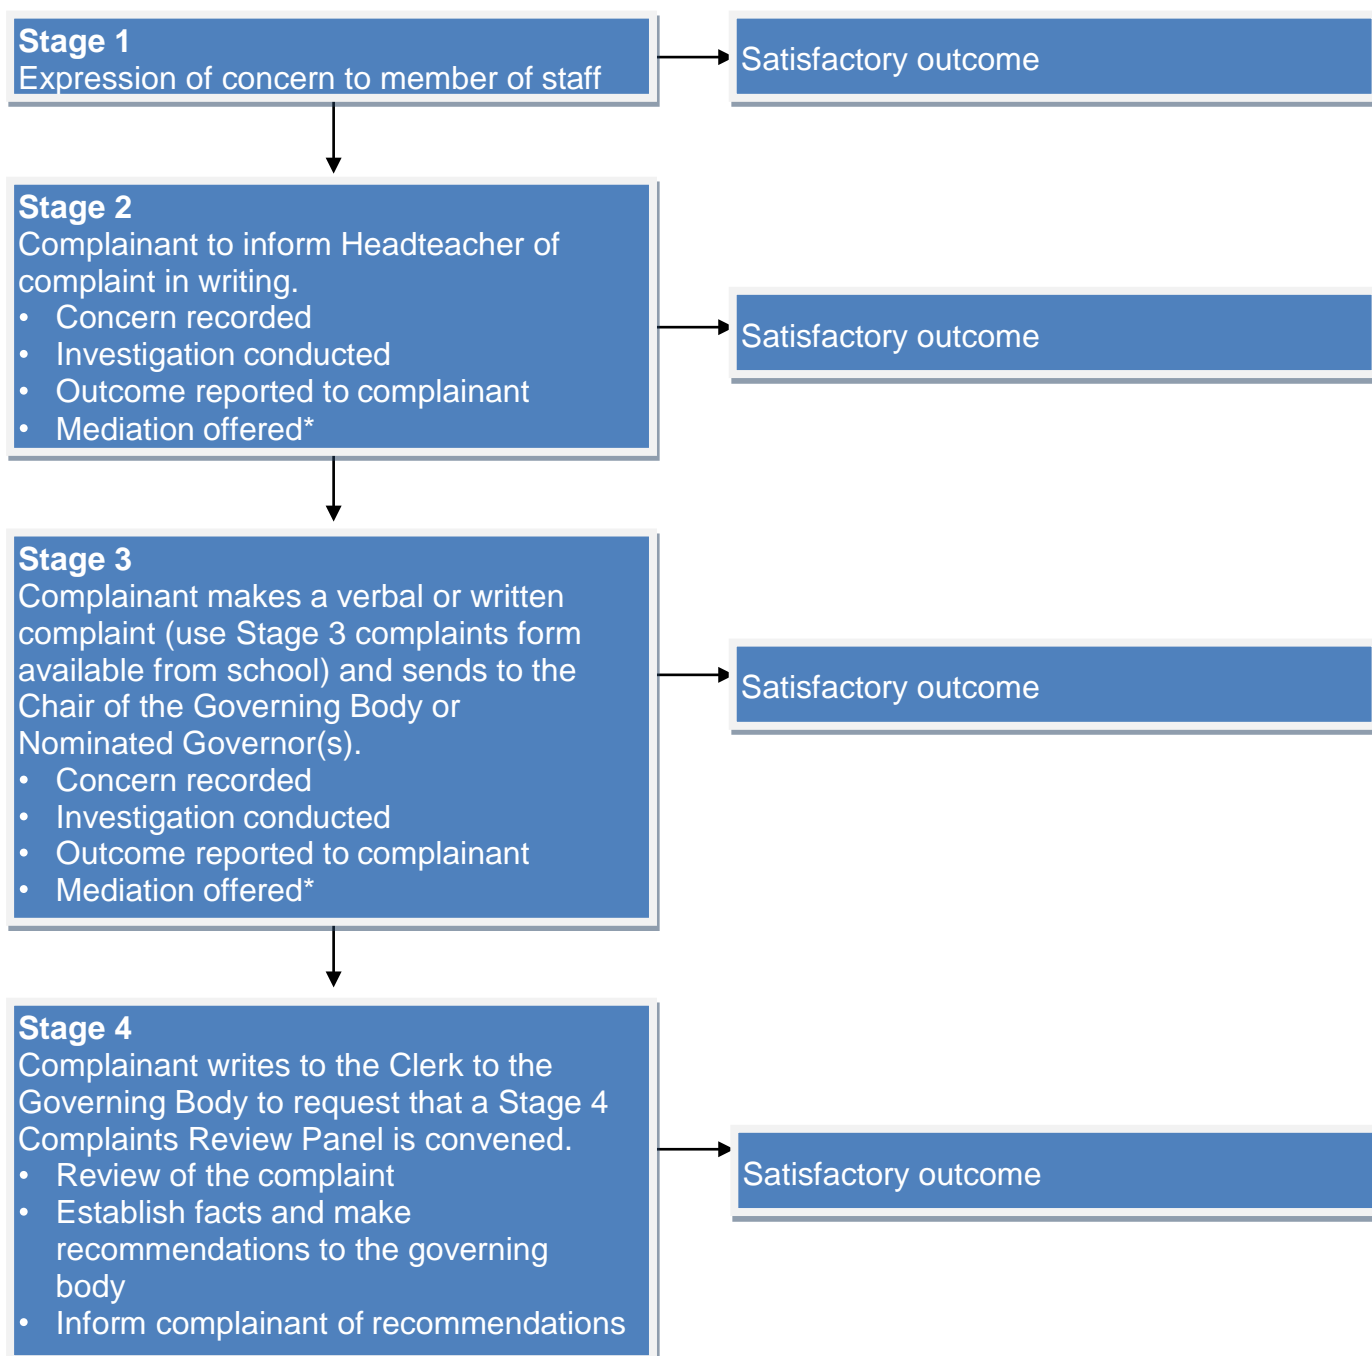 Stage 1
Expression of concern to member of staff
Satisfactory outcome
Stage 2
Complainant to inform Headteacher of
complaint in writing.
• Concern recorded
• Investigation conducted
• Outcome reported to complainant
• Mediation offered*
Satisfactory outcome
Stage 3
Complainant makes a verbal or written
complaint (use Stage 3 complaints form
available from school) and sends to the
Chair of the Governing Body or
Nominated Governor(s).
• Concern recorded
• Investigation conducted
• Outcome reported to complainant
• Mediation offered*
Satisfactory outcome
Stage 4
Complainant writes to the Clerk to the
Governing Body to request that a Stage 4
Complaints Review Panel is convened.
• Review of the complaint
• Establish facts and make
recommendations to the governing
body
• Inform complainant of recommendations
Satisfactory outcome